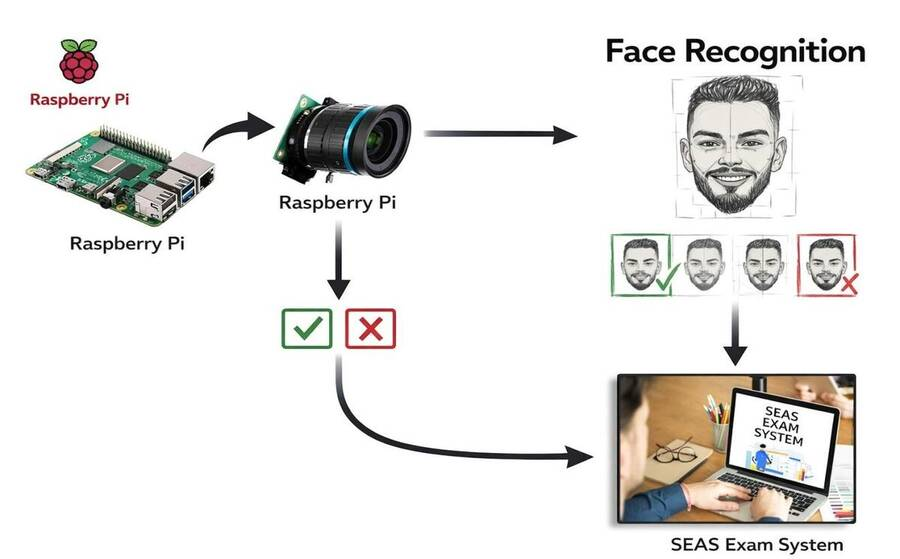 Face Recognition
Raspberry Pi
Raspberry Pi
Raspberry Pi
SEAS
EXAM
SYSTEM
SEAS Exam System